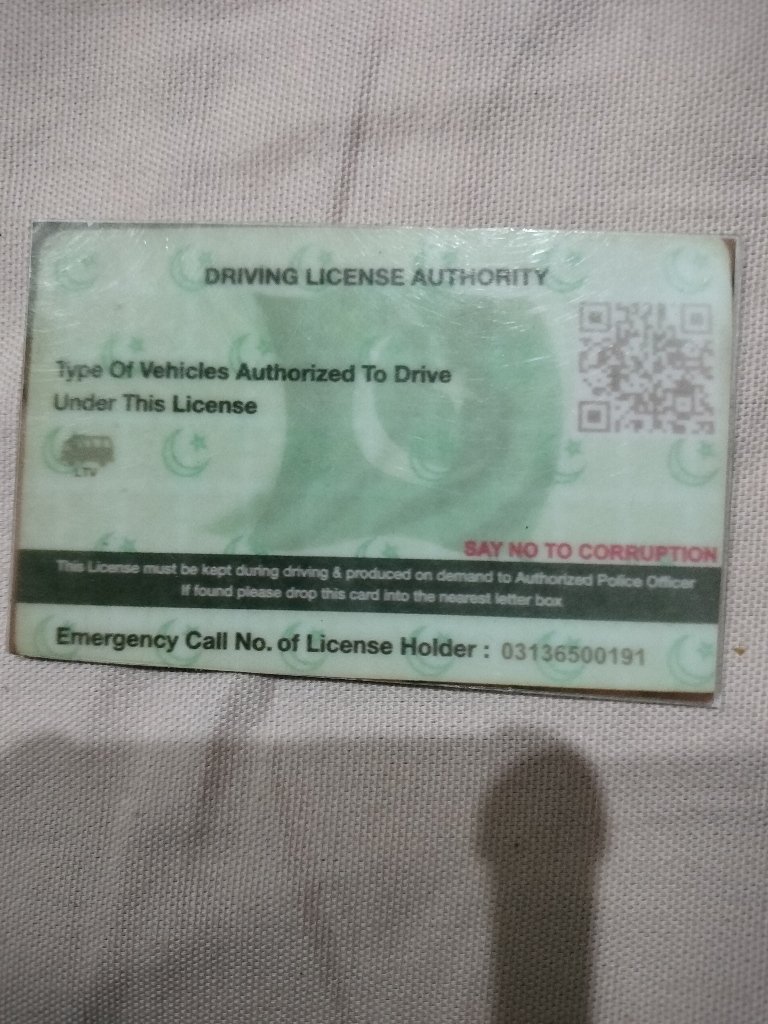 DRIVING LICENSE AUTHORITY
Type Of Vehicles Authorized To Drive
Under This License
LTV
SAY NO TO CORRUPTION
This License must be kept during driving & produced on demand to Authorized Police Officer
If found please drop this card into the nearest letter box
Emergency Call No. of License Holder : 03136500191